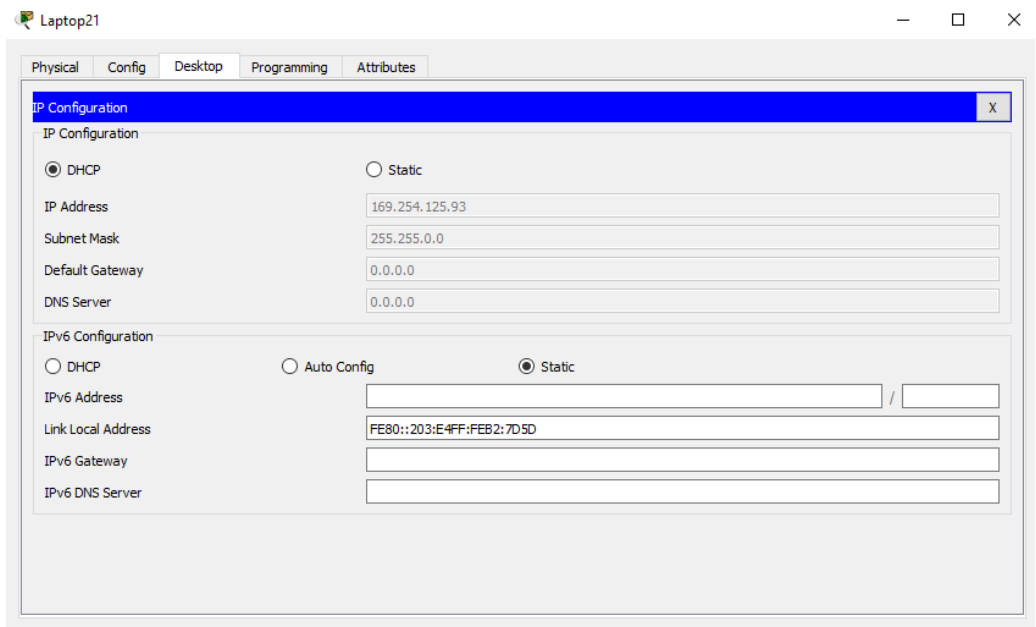 Laptop21
Physical Config Desktop Programming Attributes
IP Configuration X
IP Configuration
DHCP Static
IP Address 169.254.125.93
Subnet Mask 255.255.0.0
Default Gateway 0.0.0.0
DNS Server 0.0.0.0
IPv6 Configuration
DHCP Auto Config Static
IPv6 Address /
Link Local Address FE80::203:E4FF:FEB2:7D5D
IPv6 Gateway
IPv6 DNS Server